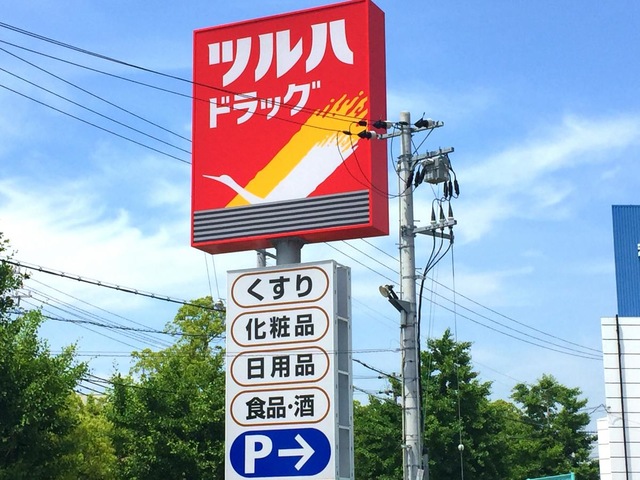 ツルハ
ドラッグ
くすり
化粧品
日用品
食品・酒
P→